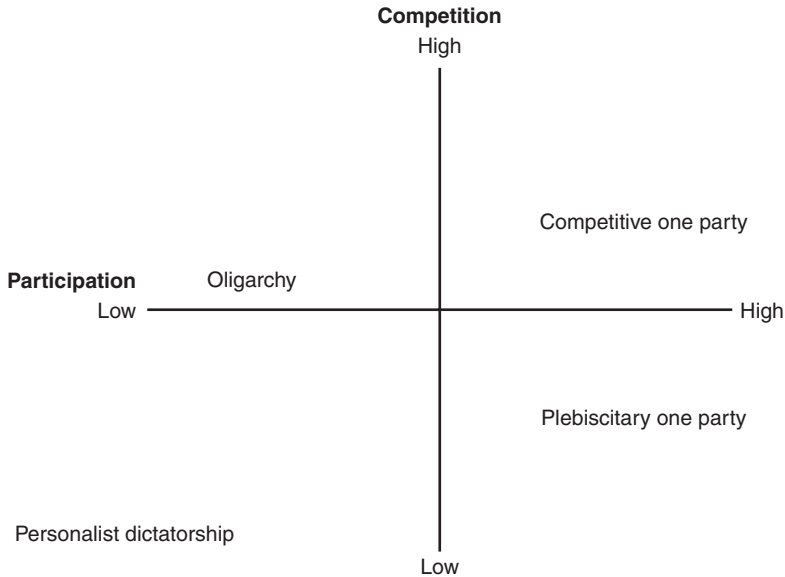 Competition
High
Competitive one party
Participation
Oligarchy
Low
High
Plebiscitary one party
Personalist dictatorship
Low